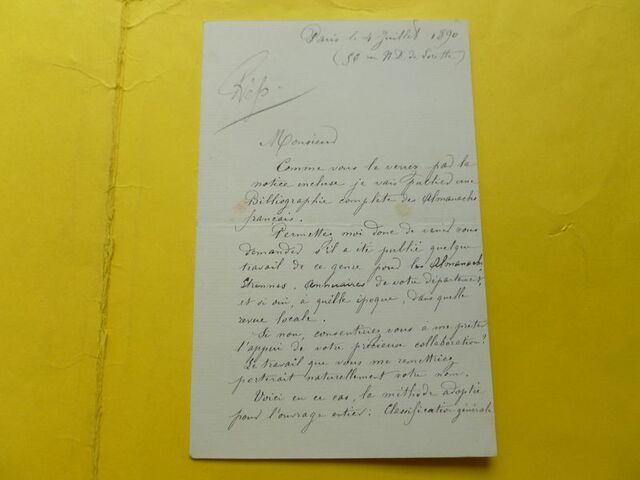 Paris le 4 Juillet 1890
(58 rue N.D. de Lorette)
Rép.
Monsieur
Comme vous le verrez par la
notice incluse je vais publier une
Bibliographie complète des Almanachs
français.
Permettez moi donc de venir vous
demander s'il a été publié quelque
travail de ce genre pour les Almanachs,
Etrennes, Annuaires de votre département,
et si oui, à quelle époque, dans quelle
revue locale.
Si non, consentiriez vous à me prêter
l'appui de votre précieuse collaboration?
Le travail que vous me remettriez
porterait naturellement votre nom.
Voici en ce cas, la méthode adoptée
pour l'ouvrage entier. Classification générale